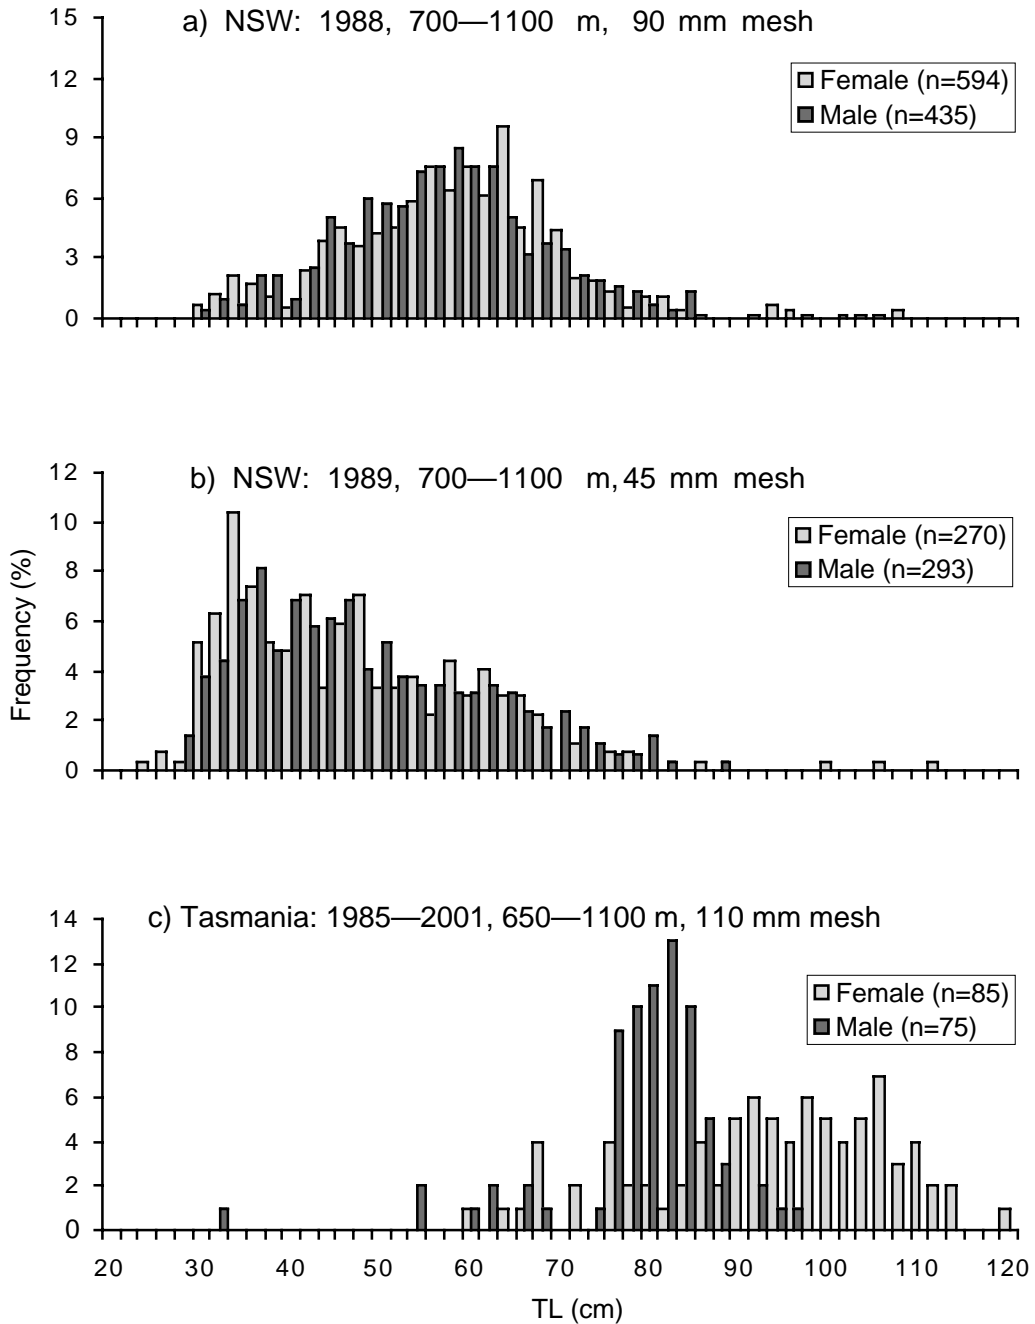 a) NSW: 1988, 700—1100 m, 90 mm mesh
15
12
9
6
3
0
Female (n=594)
Male (n=435)
b) NSW: 1989, 700—1100 m, 45 mm mesh
12
10
8
6
4
2
0
Female (n=270)
Male (n=293)
Frequency (%)
c) Tasmania: 1985—2001, 650—1100 m, 110 mm mesh
14
12
10
8
6
4
2
0
Female (n=85)
Male (n=75)
20 30 40 50 60 70 80 90 100 110 120
TL (cm)